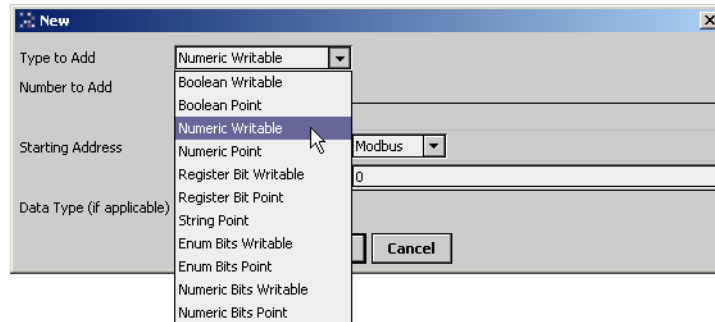 New
Type to Add Numeric Writable
Number to Add
Boolean Writable
Boolean Point
Numeric Writable
Starting Address
Numeric Point
Modbus
Register Bit Writable
0
Register Bit Point
Data Type (if applicable)
String Point
Enum Bits Writable
Cancel
Enum Bits Point
Numeric Bits Writable
Numeric Bits Point